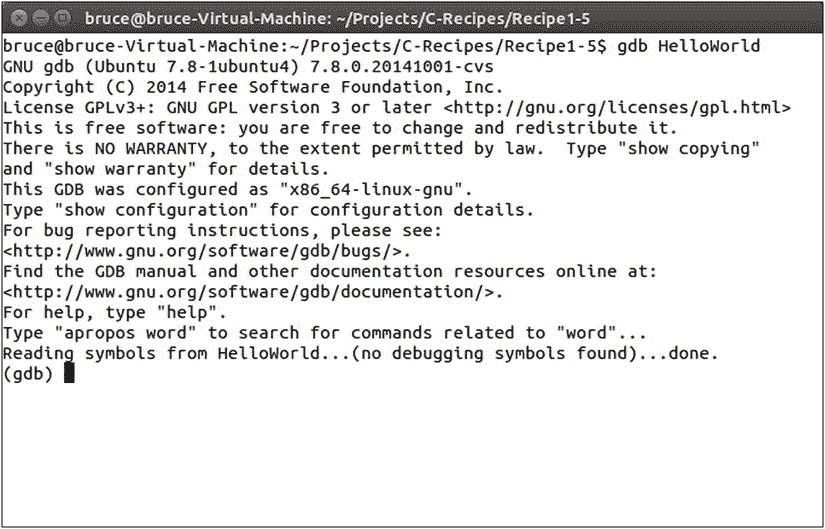 bruce@bruce-Virtual-Machine: ~/Projects/C-Recipes/Recipe1-5
bruce@bruce-Virtual-Machine:~/Projects/C-Recipes/Recipe1-5$ gdb HelloWorld
GNU gdb (Ubuntu 7.8-1ubuntu4) 7.8.0.20141001-cvs
Copyright (C) 2014 Free Software Foundation, Inc.
License GPLv3+: GNU GPL version 3 or later <http://gnu.org/licenses/gpl.html>
This is free software: you are free to change and redistribute it.
There is NO WARRANTY, to the extent permitted by law.  Type "show copying"
and "show warranty" for details.
This GDB was configured as "x86_64-linux-gnu".
Type "show configuration" for configuration details.
For bug reporting instructions, please see:
<http://www.gnu.org/software/gdb/bugs/>.
Find the GDB manual and other documentation resources online at:
<http://www.gnu.org/software/gdb/documentation/>.
For help, type "help".
Type "apropos word" to search for commands related to "word"...
Reading symbols from HelloWorld...(no debugging symbols found)...done.
(gdb)